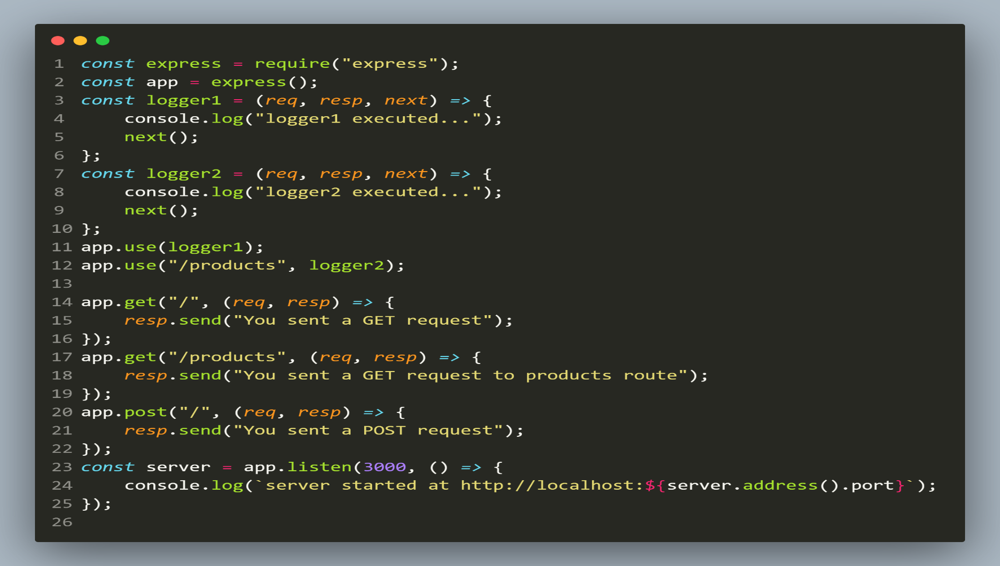 1 const express = require("express");
2 const app = express();
3 const logger1 = (req, resp, next) => {
4     console.log("logger1 executed...");
5     next();
6 };
7 const logger2 = (req, resp, next) => {
8     console.log("logger2 executed...");
9     next();
10 };
11 app.use(logger1);
12 app.use("/products", logger2);
13
14 app.get("/", (req, resp) => {
15     resp.send("You sent a GET request");
16 });
17 app.get("/products", (req, resp) => {
18     resp.send("You sent a GET request to products route");
19 });
20 app.post("/", (req, resp) => {
21     resp.send("You sent a POST request");
22 });
23 const server = app.listen(3000, () => {
24     console.log(`server started at http://localhost:${server.address().port}`);
25 });
26